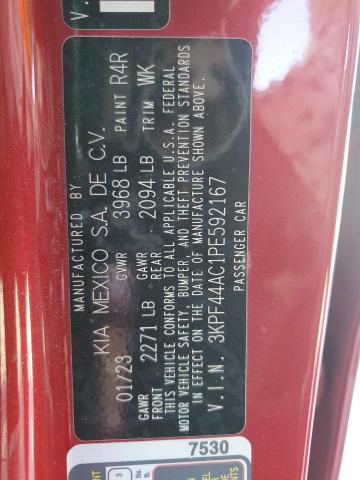 MANUFACTURED BY
KIA MEXICO S.A. DE C.V.
01/23 GVWR 3968 LB PAINT R4R
GAWR FRONT 2271 LB GAWR REAR 2094 LB TRIM WK
THIS VEHICLE CONFORMS TO ALL APPLICABLE U.S.A. FEDERAL
MOTOR VEHICLE SAFETY, BUMPER, AND THEFT PREVENTION STANDARDS
IN EFFECT ON THE DATE OF MANUFACTURE SHOWN ABOVE.
V.I.N. 3KPF44AC1PE592167
PASSENGER CAR
7530